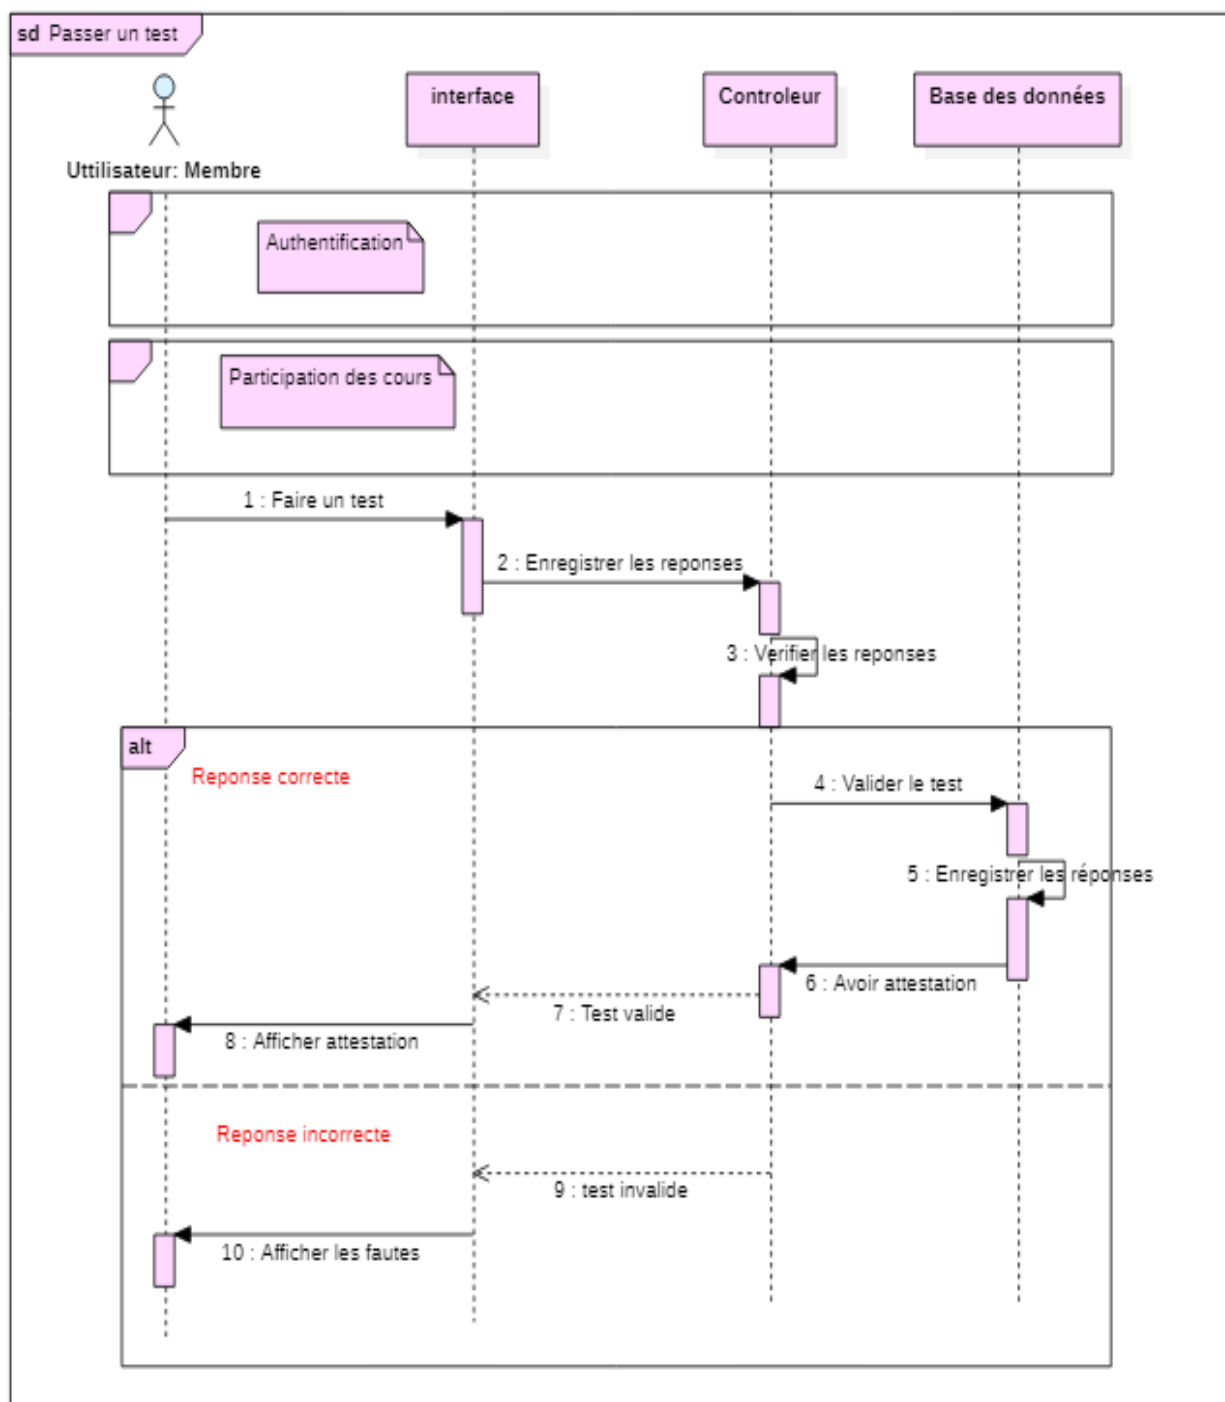 sd Passer un test
interface
Controleur
Base des données
Uttilisateur: Membre
Authentification
Participation des cours
1 : Faire un test
2 : Enregistrer les reponses
3 : Verifier les reponses
alt
Reponse correcte
4 : Valider le test
5 : Enregistrer les réponses
6 : Avoir attestation
7 : Test valide
8 : Afficher attestation
Reponse incorrecte
9 : test invalide
10 : Afficher les fautes